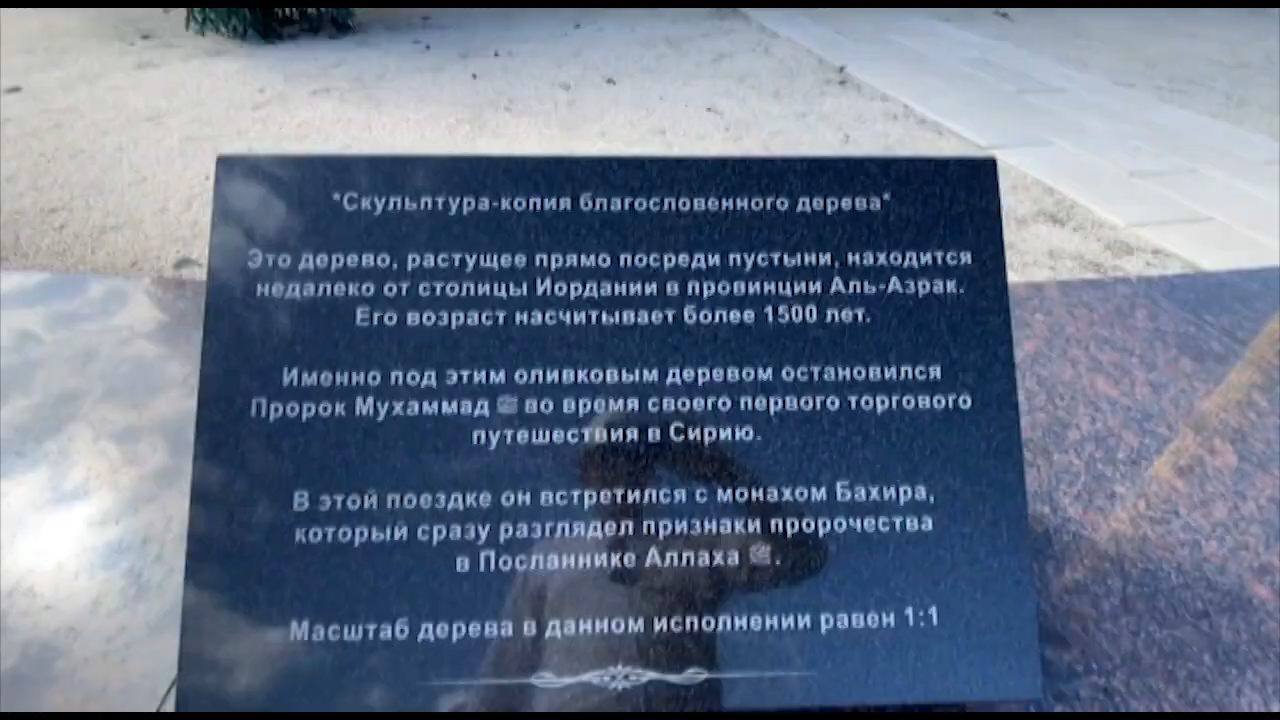 "Скульптура-копия благословенного дерева"
Это дерево, растущее прямо посреди пустыни, находится
недалеко от столицы Иордании в провинции Аль-Азрак.
Его возраст насчитывает более 1500 лет.
Именно под этим оливковым деревом остановился
Пророк Мухаммад ﷺ во время своего первого торгового
путешествия в Сирию.
В этой поездке он встретился с монахом Бахира,
который сразу разглядел признаки пророчества
в Посланнике Аллаха ﷺ.
Масштаб дерева в данном исполнении равен 1:1